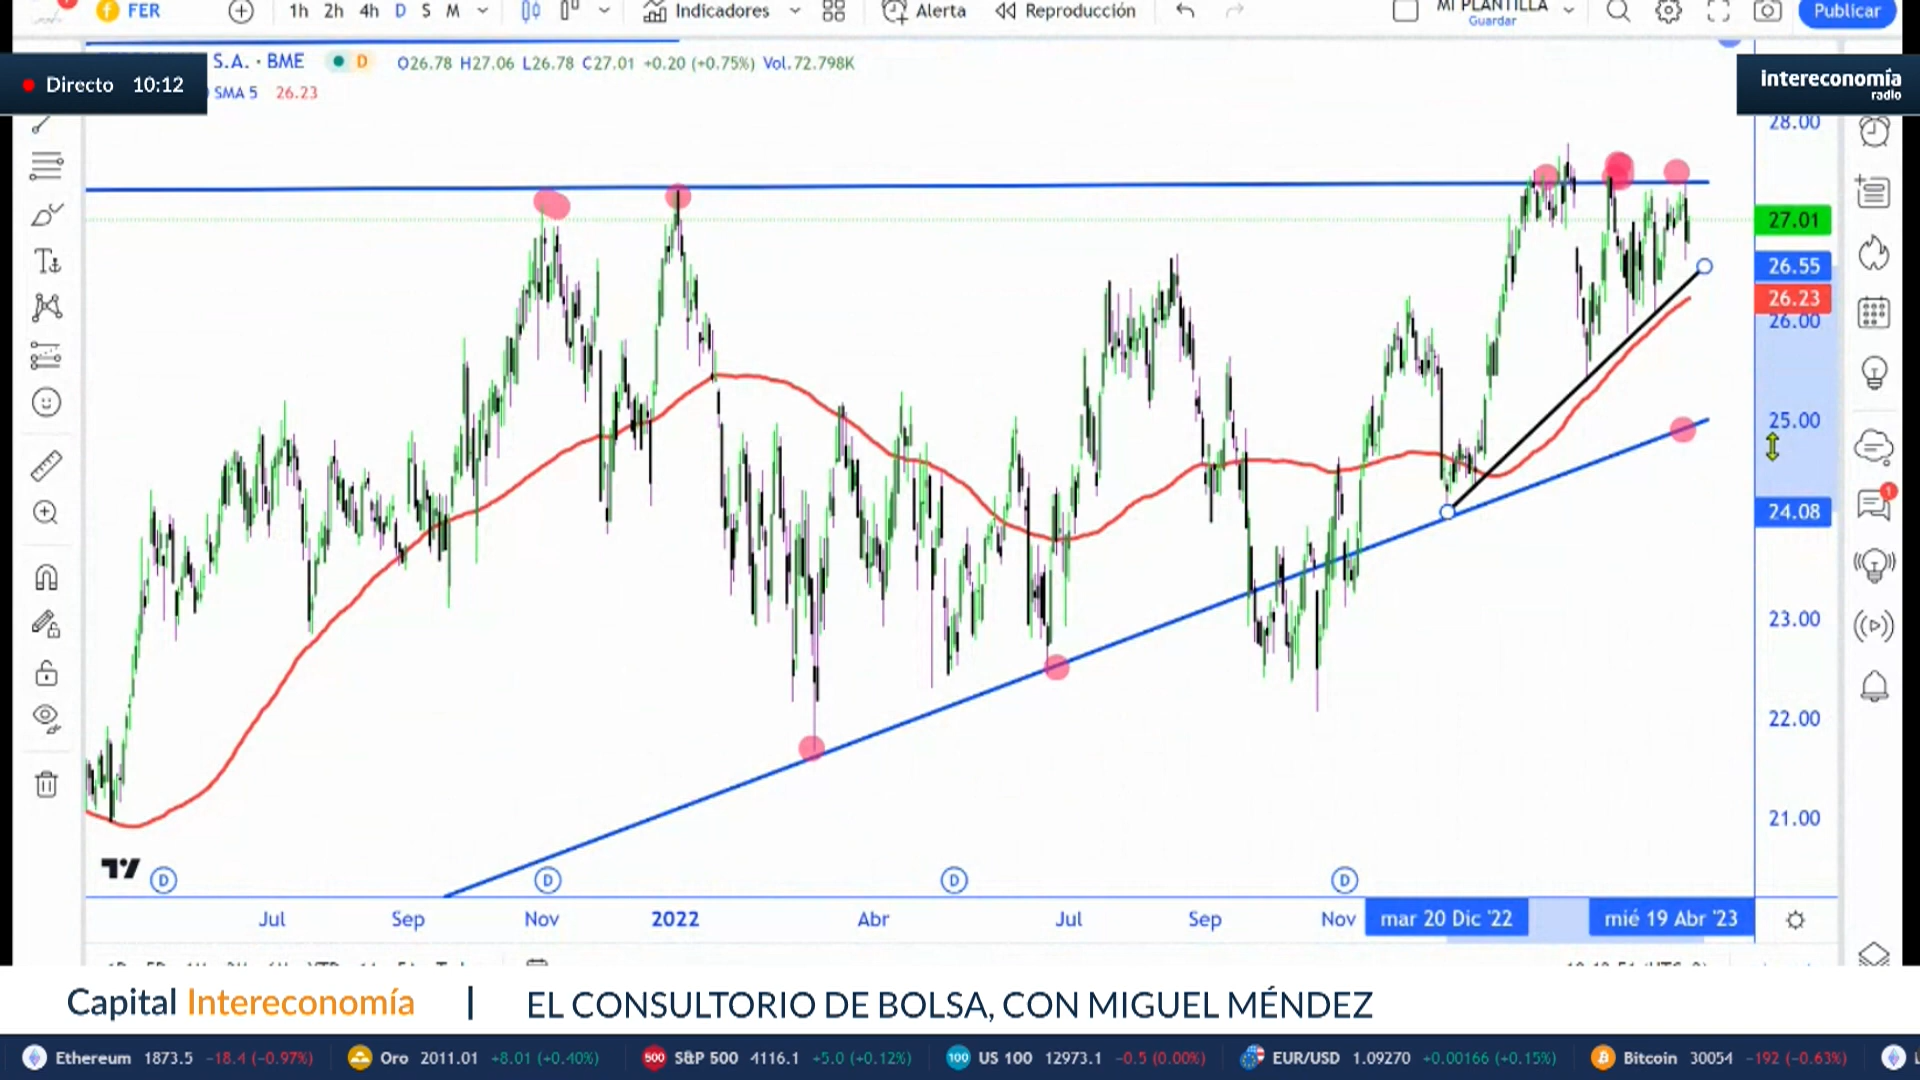 FER
1h 2h 4h D S M
Indicadores
Alerta
Reproducción
MI PLANTILLA
Guardar
Publicar
Directo 10:12
S.A. · BME D O26.78 H27.06 L26.78 C27.01 +0.20 (+0.75%) Vol.72.798K
SMA 5 26.23
intereconomía
radio
28.00
27.01
26.55
26.23
26.00
25.00
24.08
23.00
22.00
21.00
1
D D D D
Jul Sep Nov 2022 Abr Jul Sep Nov mar 20 Dic '22 mié 19 Abr '23
Capital Intereconomía | EL CONSULTORIO DE BOLSA, CON MIGUEL MÉNDEZ
Ethereum 1873.5 −18.4 (−0.97%) Oro 2011.01 +8.01 (+0.40%) 500 S&P 500 4116.1 +5.0 (+0.12%) 100 US 100 12973.1 −0.5 (0.00%) EUR/USD 1.09270 +0.00166 (+0.15%) Bitcoin 30054 −192 (−0.63%)